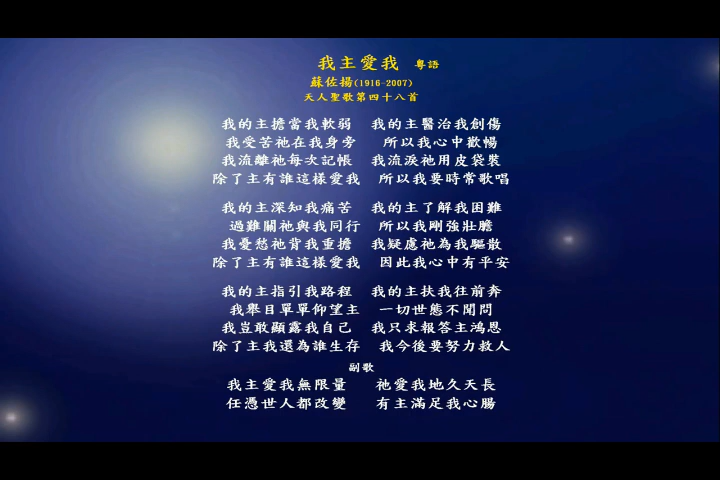 我主愛我 粵語
蘇佐揚(1916-2007)
天人聖歌第四十八首
我的主擔當我軟弱 我的主醫治我創傷
我受苦祂在我身旁 所以我心中歡暢
我流離祂每次記帳 我流淚祂用皮袋裝
除了主有誰這樣愛我 所以我要時常歌唱
我的主深知我痛苦 我的主了解我困難
過難關祂與我同行 所以我剛強壯膽
我憂愁祂背我重擔 我疑慮祂為我驅散
除了主有誰這樣愛我 因此我心中有平安
我的主指引我路程 我的主扶我往前奔
我舉目單單仰望主 一切世態不聞問
我豈敢顯露我自己 我只求報答主鴻恩
除了主我還為誰生存 我今後要努力救人
副歌
我主愛我無限量 祂愛我地久天長
任憑世人都改變 有主滿足我心腸